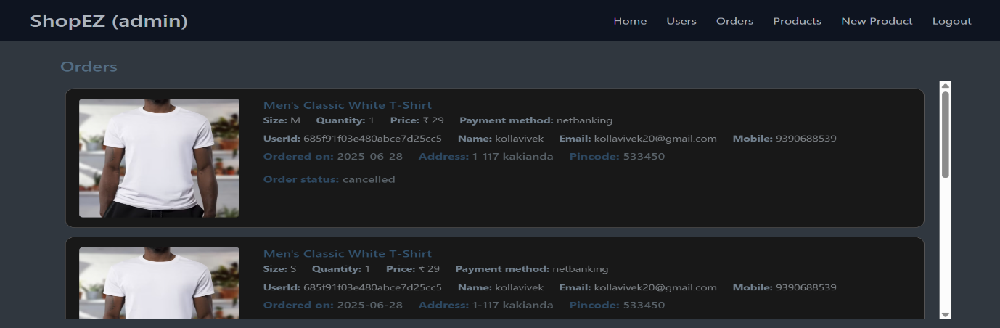 ShopEZ (admin)
Home Users Orders Products New Product Logout
Orders
Men's Classic White T-Shirt
Size: M Quantity: 1 Price: ₹ 29 Payment method: netbanking
UserId: 685f91f03e480abce7d25cc5 Name: kollavivek Email: kollavivek20@gmail.com Mobile: 9390688539
Ordered on: 2025-06-28 Address: 1-117 kakianda Pincode: 533450
Order status: cancelled
Men's Classic White T-Shirt
Size: S Quantity: 1 Price: ₹ 29 Payment method: netbanking
UserId: 685f91f03e480abce7d25cc5 Name: kollavivek Email: kollavivek20@gmail.com Mobile: 9390688539
Ordered on: 2025-06-28 Address: 1-117 kakianda Pincode: 533450